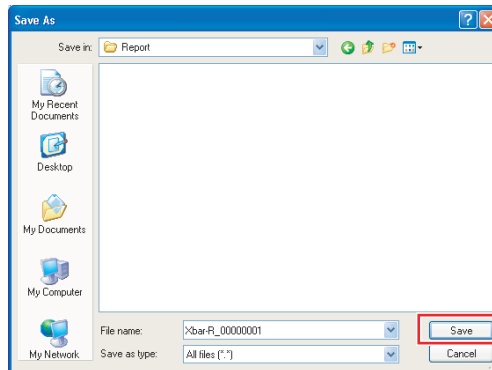 Save As
Save in:
Report
My Recent
Documents
Desktop
My Documents
My Computer
My Network
File name:
Xbar-R_00000001
Save
Save as type:
All files (*.*)
Cancel